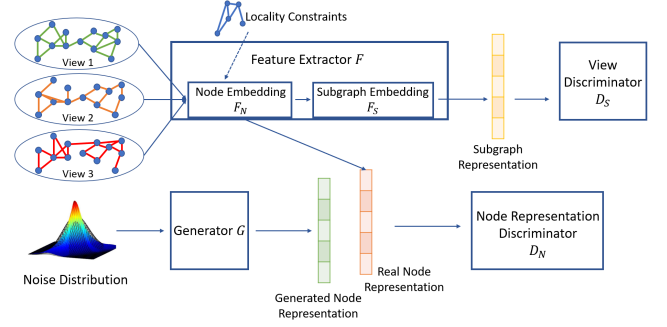 Locality Constraints
View 1
View 2
View 3
Feature Extractor F
Node Embedding
F_N
Subgraph Embedding
F_S
Subgraph
Representation
View
Discriminator
D_S
Noise Distribution
Generator G
Generated Node
Representation
Real Node
Representation
Node Representation
Discriminator
D_N